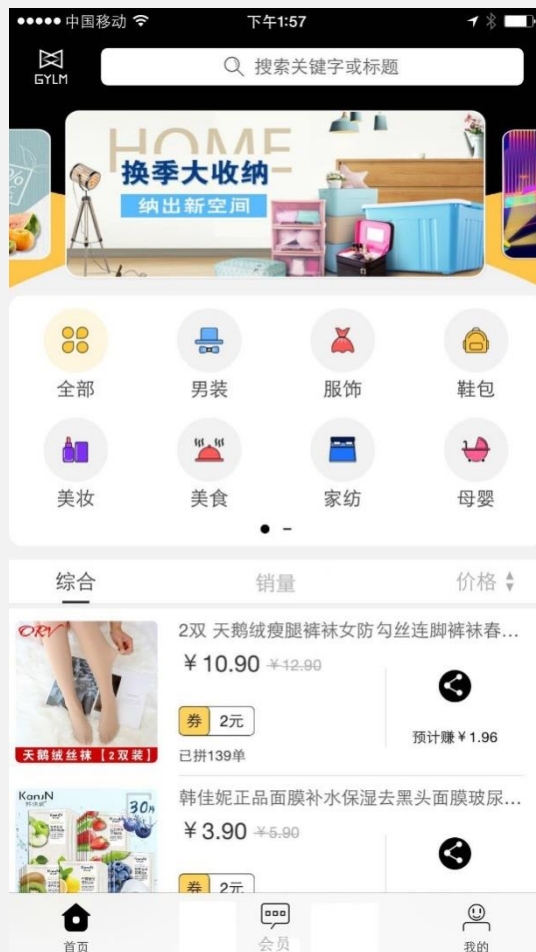 中国移动
下午1:57
GYLM
搜索关键字或标题
HOME
换季大收纳
纳出新空间
全部
男装
服饰
鞋包
美妆
美食
家纺
母婴
综合
销量
价格
ORV
天鹅绒丝袜【2双装】
2双 天鹅绒瘦腿裤袜女防勾丝连脚裤袜春...
￥10.90 ￥12.90
券 2元
已拼139单
预计赚￥1.96
KanJN
30片
韩佳妮正品面膜补水保湿去黑头面膜玻尿...
￥3.90 ￥5.90
券 2元
首页
会员
我的